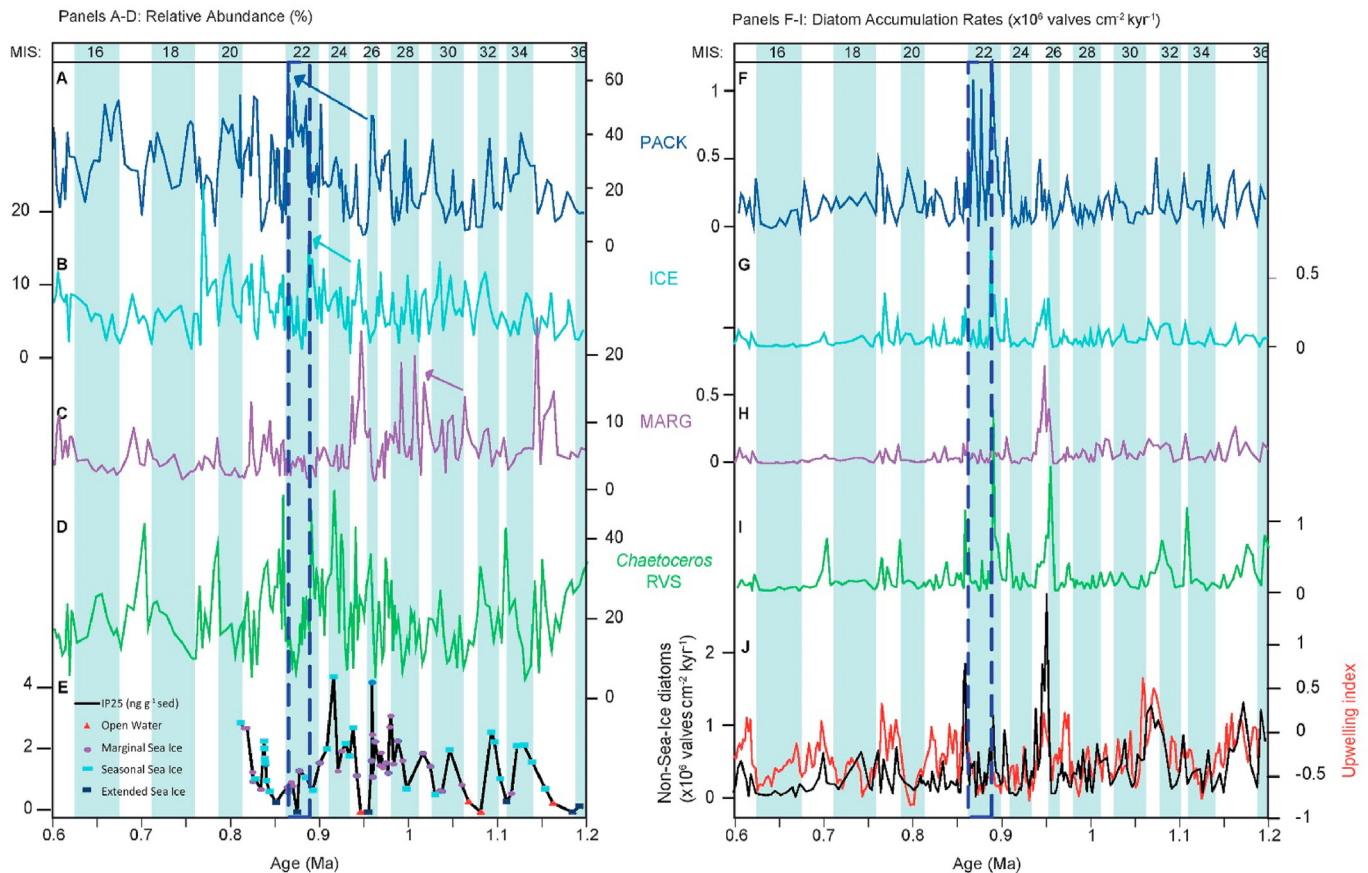 Panels A-D: Relative Abundance (%)
Panels F-I: Diatom Accumulation Rates (x10⁶ valves cm⁻² kyr⁻¹)
MIS: 16 18 20 22 24 26 28 30 32 34 36
MIS: 16 18 20 22 24 26 28 30 32 34 36
A
60
40
20
0
PACK
20
10
0
B
ICE
C
20
10
0
MARG
D
40
20
0
Chaetoceros
RVS
E
4
2
0
IP25 (ng g⁻¹ sed)
Open Water
Marginal Sea Ice
Seasonal Sea Ice
Extended Sea Ice
0.6 0.7 0.8 0.9 1 1.1 1.2
Age (Ma)
F
1
0.5
0
G
0.5
0
H
0.5
0
I
1
0
J
2
1
0
Non-Sea-Ice diatoms
(x10⁶ valves cm⁻² kyr⁻¹)
1
0.5
0
-0.5
-1
Upwelling index
0.6 0.7 0.8 0.9 1 1.1 1.2
Age (Ma)